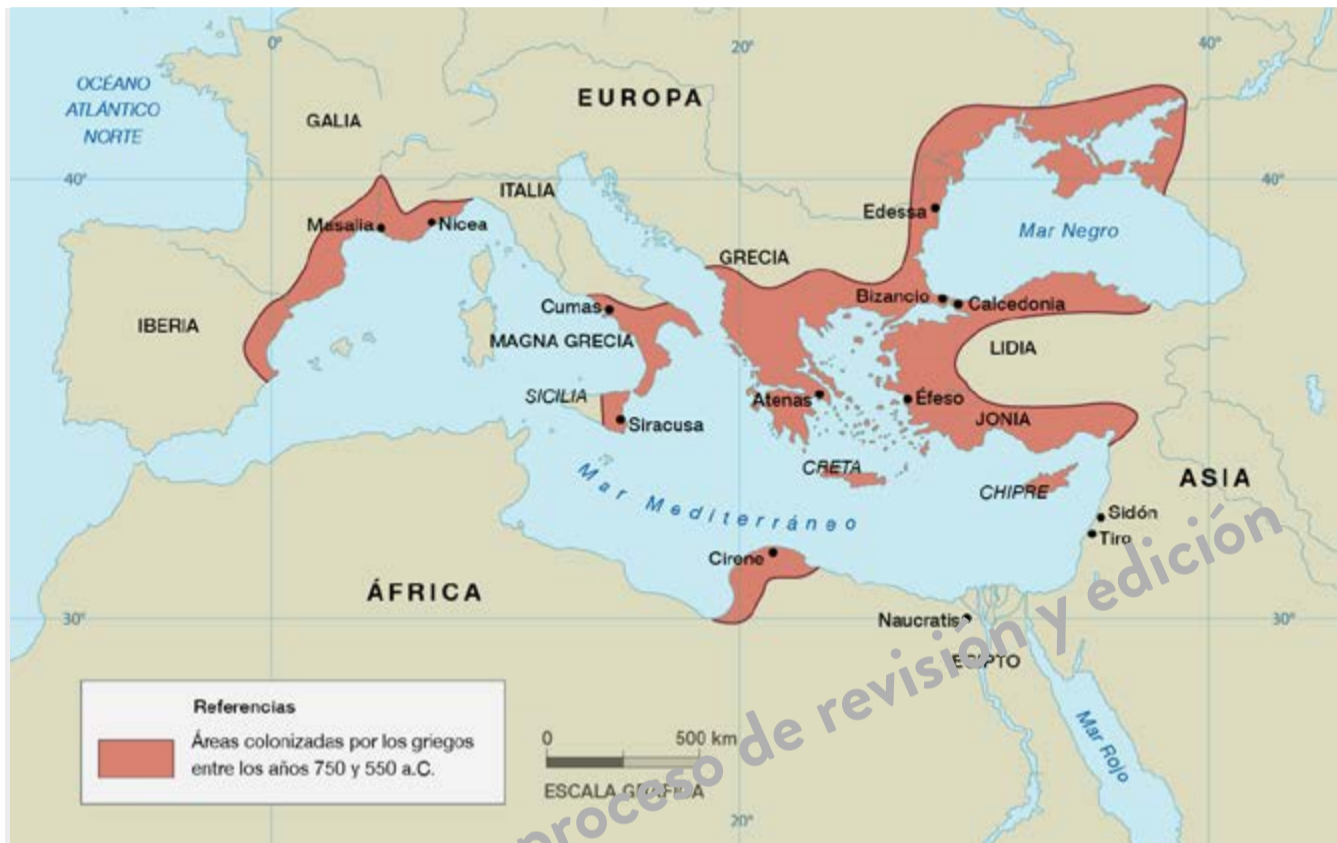 0°
20°
40°
OCÉANO
ATLÁNTICO
NORTE
EUROPA
GALIA
40°
40°
ITALIA
Masalia
Nicea
Edessa
Mar Negro
GRECIA
Cumas
Bizancio
Calcedonia
IBERIA
MAGNA GRECIA
LIDIA
SICILIA
Siracusa
Atenas
Éfeso
JONIA
CRETA
CHIPRE
ASIA
Mar Mediterráneo
Sidón
Tiro
Cirene
ÁFRICA
30°
30°
Naucratis
EGIPTO
Mar Rojo
Referencias
Áreas colonizadas por los griegos
entre los años 750 y 550 a.C.
0 500 km
ESCALA GRÁFICA
20°
proceso de revisión y edición